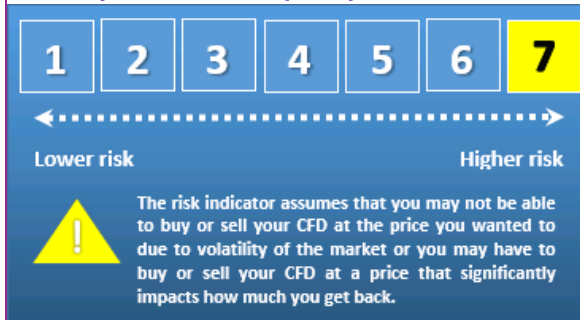 1 2 3 4 5 6 7
Lower risk Higher risk
!
The risk indicator assumes that you may not be able
to buy or sell your CFD at the price you wanted to
due to volatility of the market or you may have to
buy or sell your CFD at a price that significantly
impacts how much you get back.